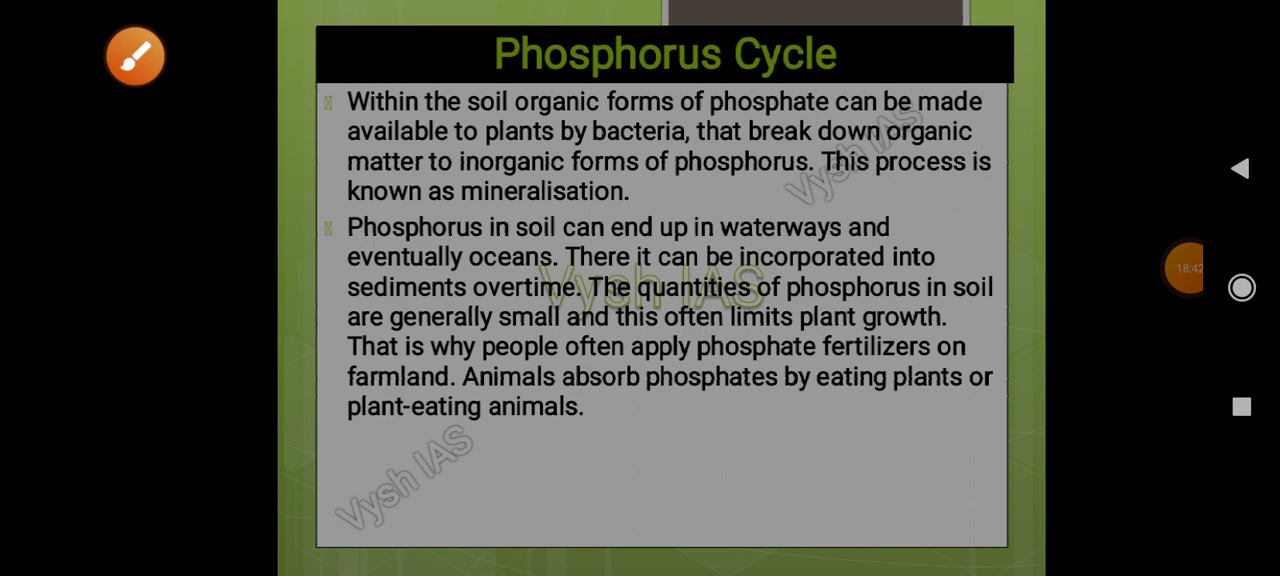 Phosphorus Cycle
Within the soil organic forms of phosphate can be made
available to plants by bacteria, that break down organic
matter to inorganic forms of phosphorus. This process is
known as mineralisation.
Phosphorus in soil can end up in waterways and
eventually oceans. There it can be incorporated into
sediments overtime. The quantities of phosphorus in soil
are generally small and this often limits plant growth.
That is why people often apply phosphate fertilizers on
farmland. Animals absorb phosphates by eating plants or
plant-eating animals.
Vysh IAS
Vysh IAS
Vysh IAS
18:42